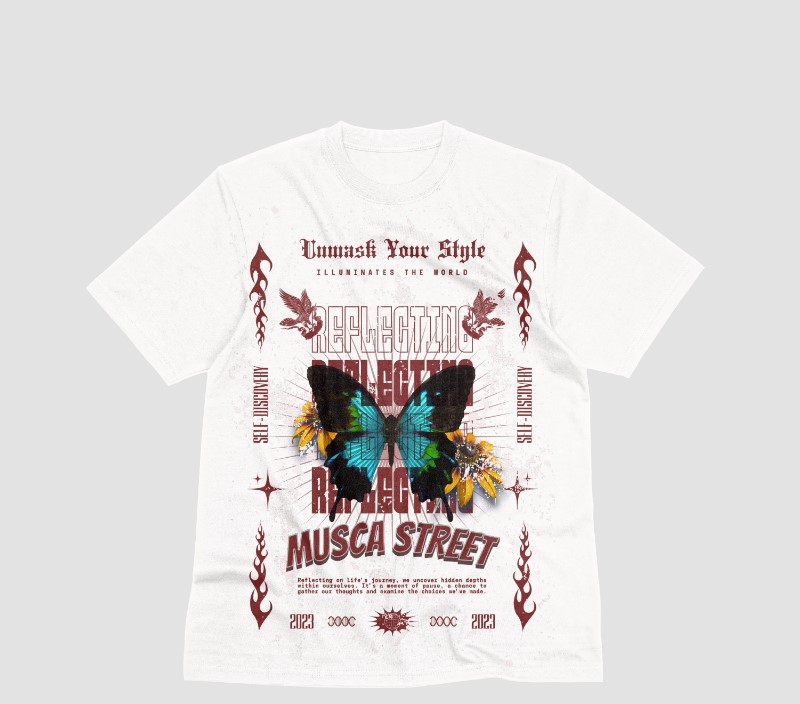 Unmask Your Style
ILLUMINATES THE WORLD
REFLECTING
REFLECTING
SELF-DISCOVERY
SELF-DISCOVERY
REFLECTING
MUSCA STREET
Reflecting on life's journey, we uncover hidden depths
within ourselves. It's a moment of pause, a chance to
gather our thoughts and examine the choices we've made.
2023
2023